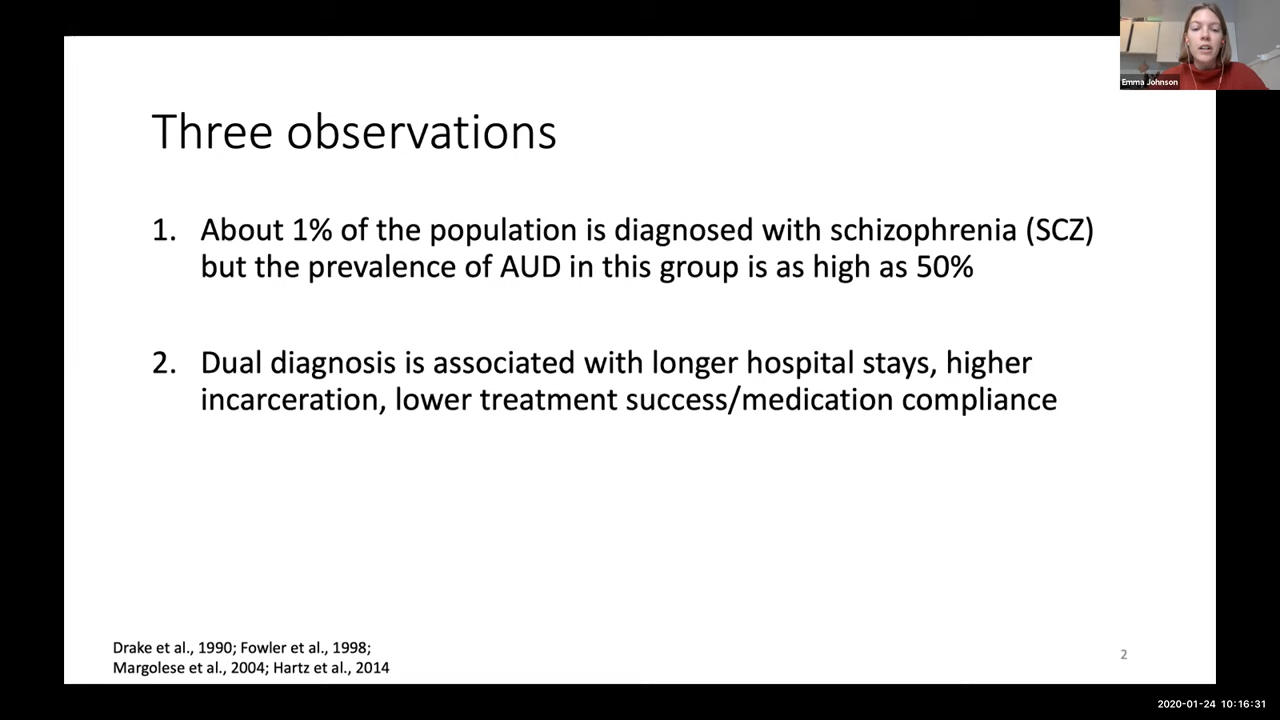 Emma Johnson
Three observations
1. About 1% of the population is diagnosed with schizophrenia (SCZ)
but the prevalence of AUD in this group is as high as 50%
2. Dual diagnosis is associated with longer hospital stays, higher
incarceration, lower treatment success/medication compliance
Drake et al., 1990; Fowler et al., 1998;
Margolese et al., 2004; Hartz et al., 2014
2
2020-01-24 10:16:31